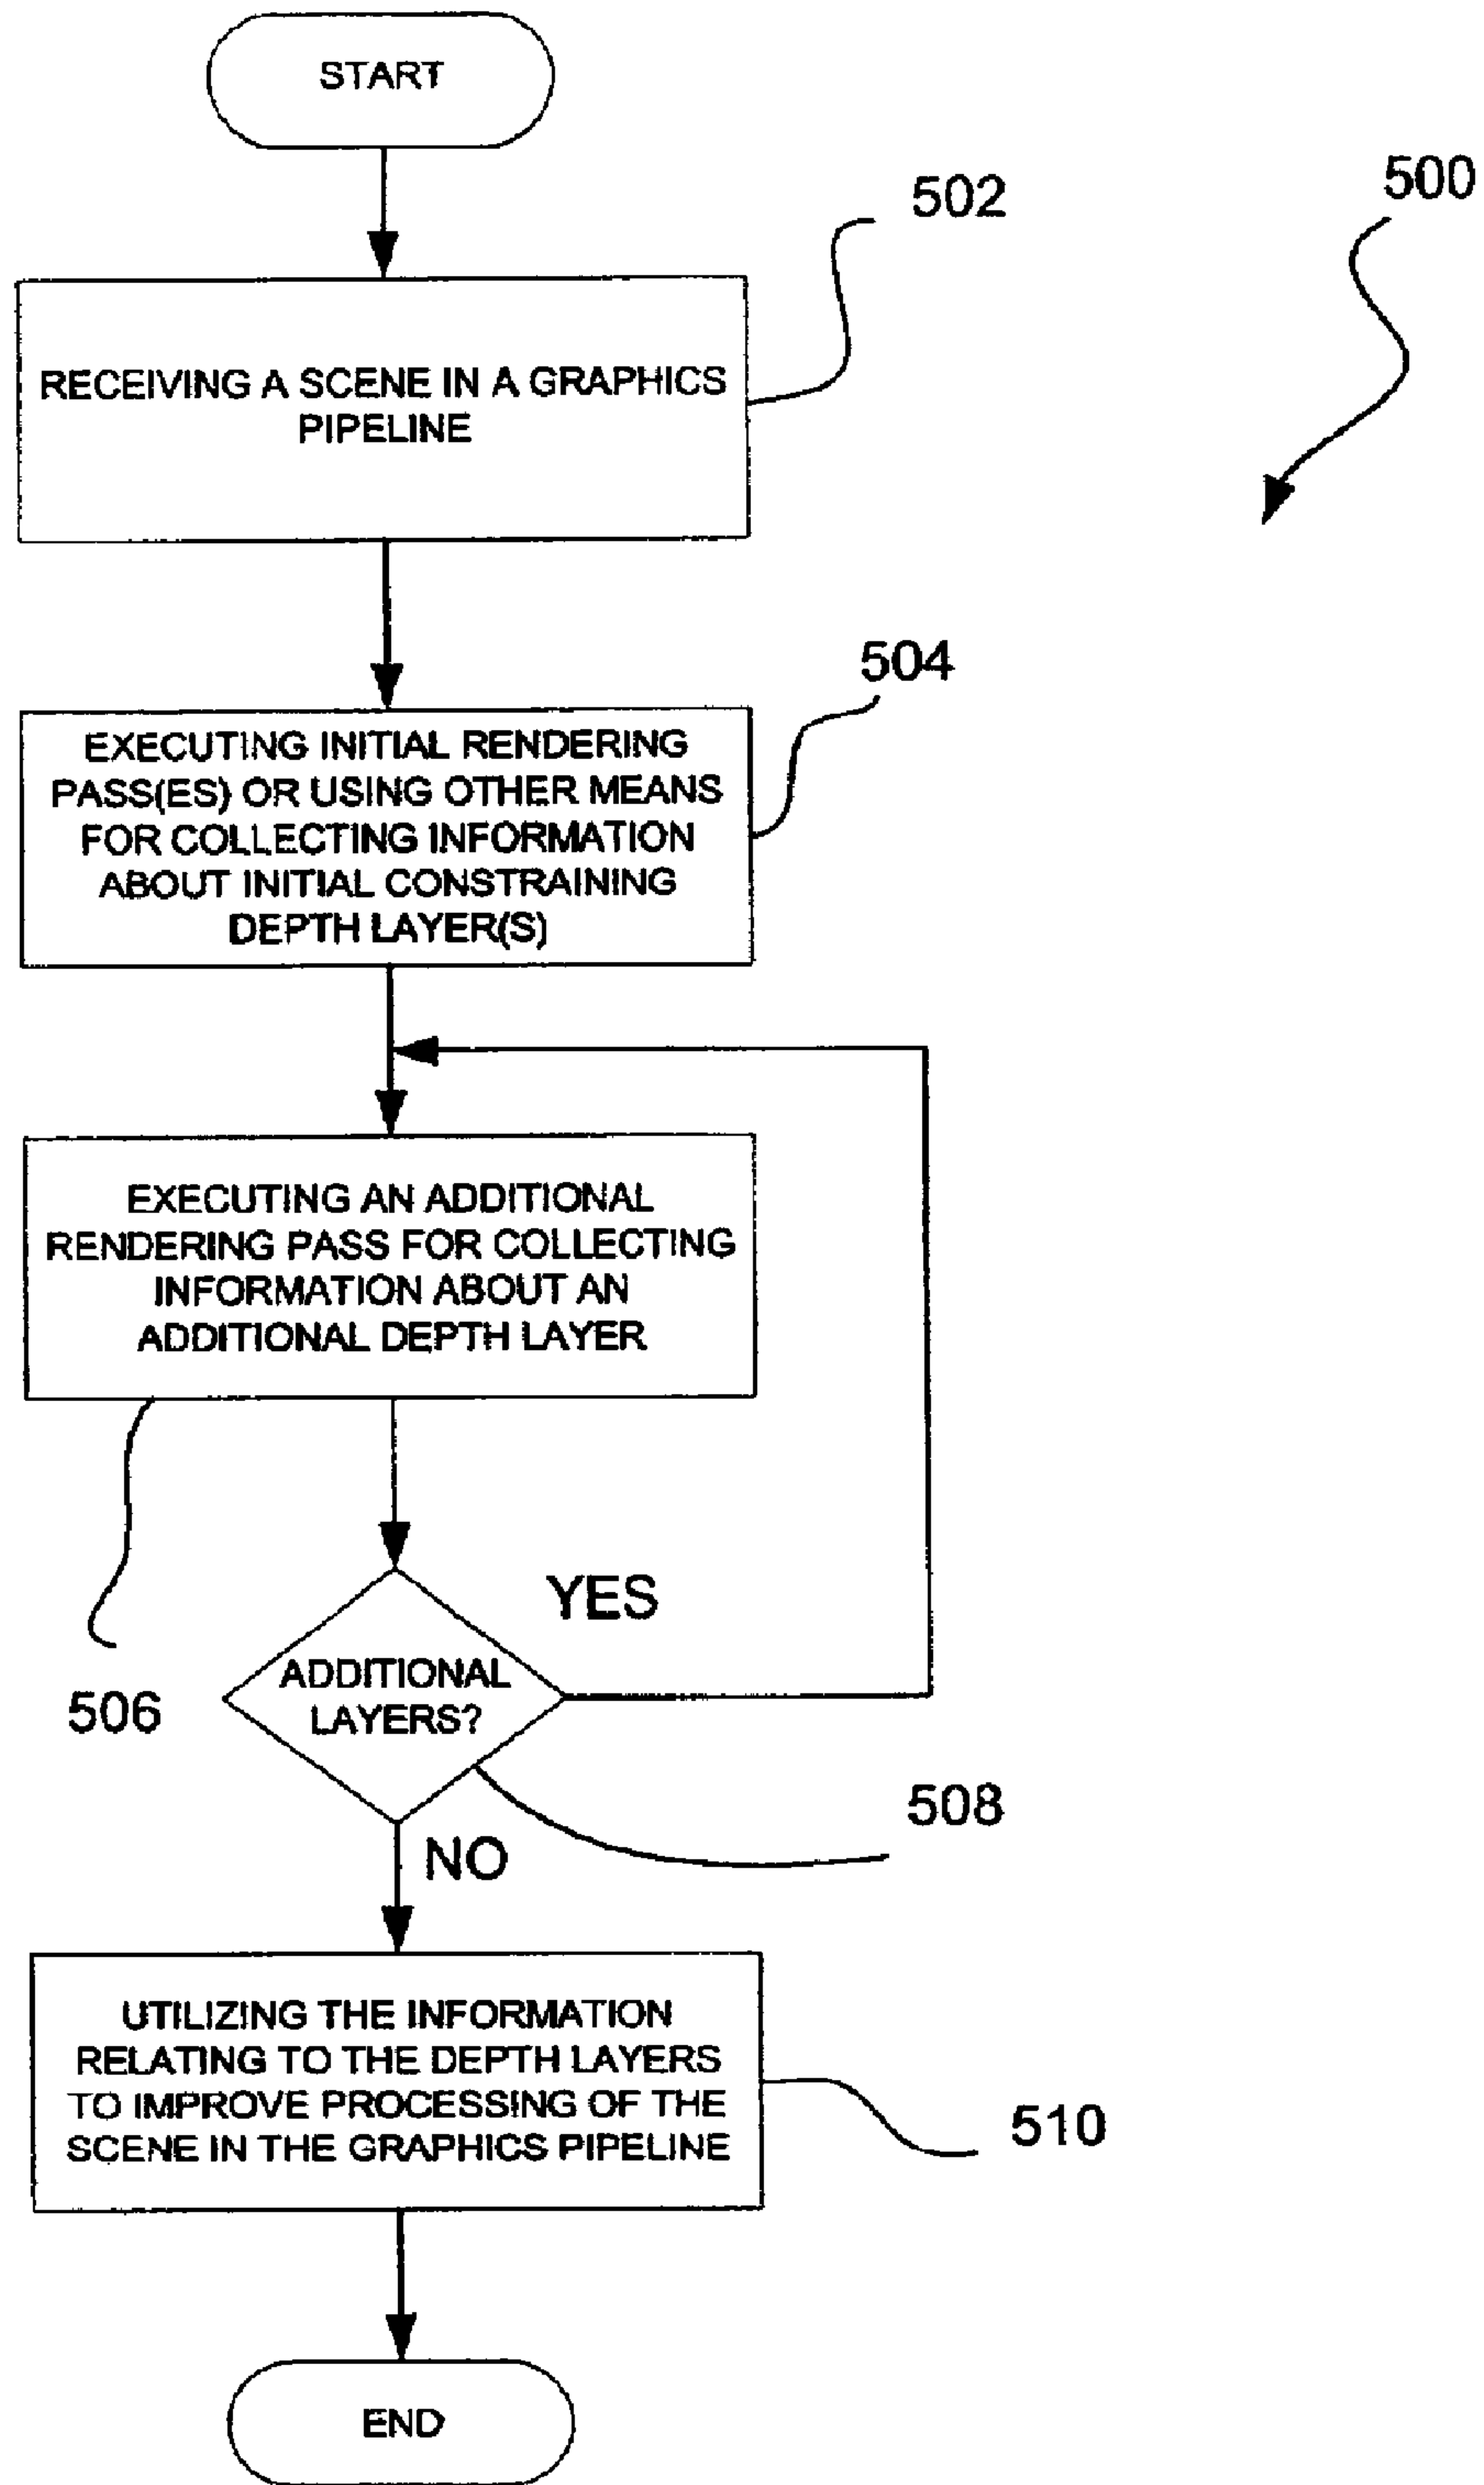 START
502
500
RECEIVING A SCENE IN A GRAPHICS
PIPELINE
504
EXECUTING INITIAL RENDERING
PASS(ES) OR USING OTHER MEANS
FOR COLLECTING INFORMATION
ABOUT INITIAL CONSTRAINING
DEPTH LAYER(S)
EXECUTING AN ADDITIONAL
RENDERING PASS FOR COLLECTING
INFORMATION ABOUT AN
ADDITIONAL DEPTH LAYER
YES
506
ADDITIONAL
LAYERS?
508
NO
UTILIZING THE INFORMATION
RELATING TO THE DEPTH LAYERS
TO IMPROVE PROCESSING OF THE
SCENE IN THE GRAPHICS PIPELINE
510
END